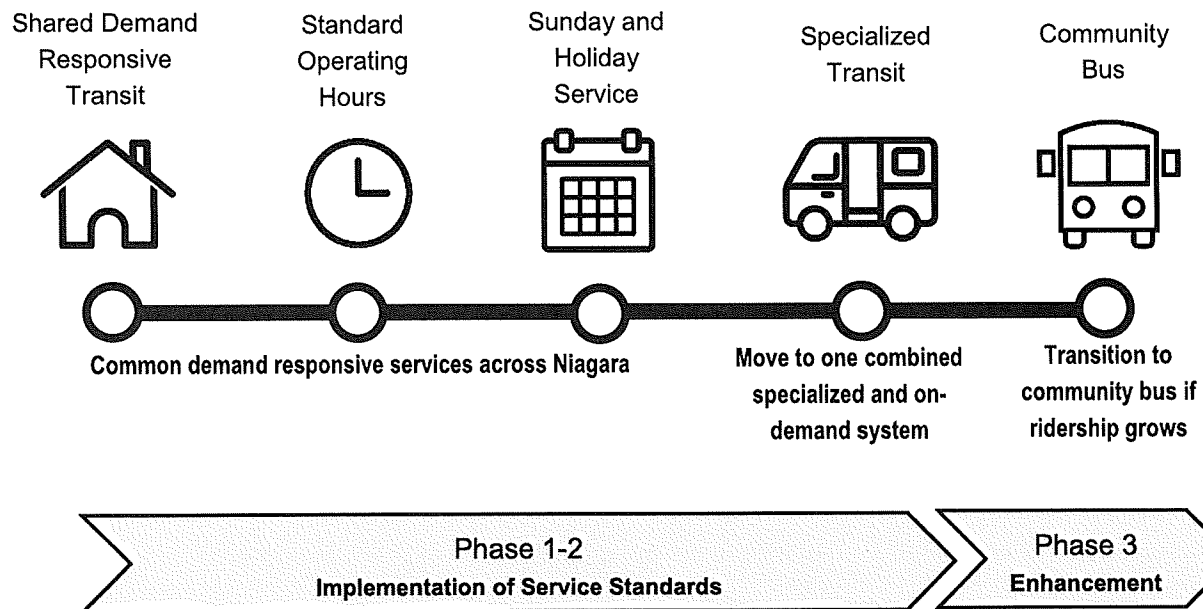 Shared Demand
Responsive
Transit
Standard
Operating
Hours
Sunday and
Holiday
Service
Specialized
Transit
Community
Bus
Common demand responsive services across Niagara
Move to one combined
specialized and on-
demand system
Transition to
community bus if
ridership grows
Phase 1-2
Implementation of Service Standards
Phase 3
Enhancement